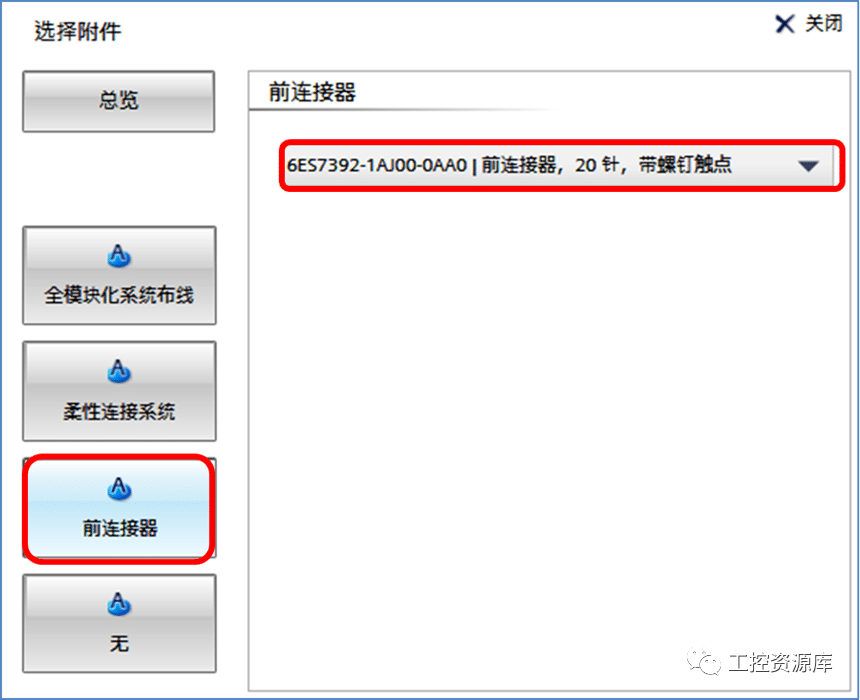 选择附件
关闭
总览
前连接器
6ES7392-1AJ00-0AA0 | 前连接器，20 针，带螺钉触点
全模块化系统布线
柔性连接系统
前连接器
无
工控资源库